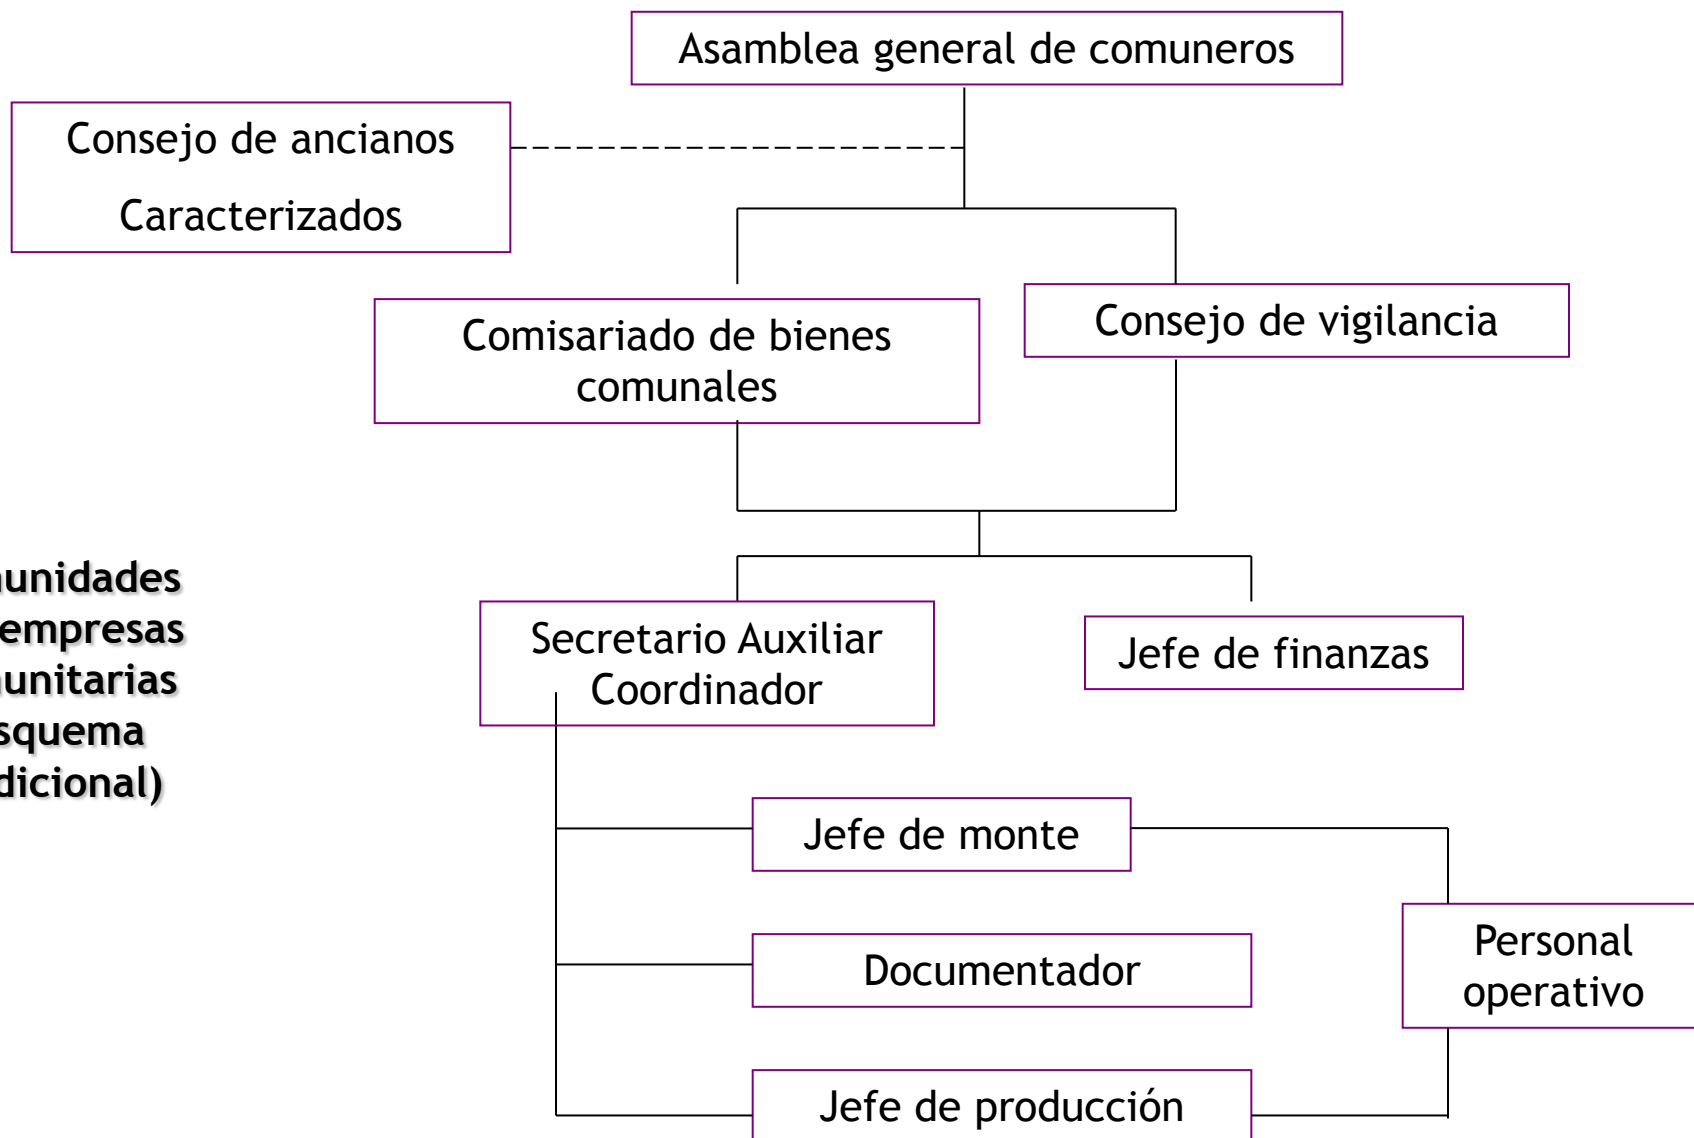 Asamblea general de comuneros
Consejo de ancianos
Caracterizados
Comisariado de bienes
comunales
Consejo de vigilancia
unidades
empresas
unitarias
squema
dicional)
Secretario Auxiliar
Coordinador
Jefe de finanzas
Jefe de monte
Documentador
Personal
operativo
Jefe de producción